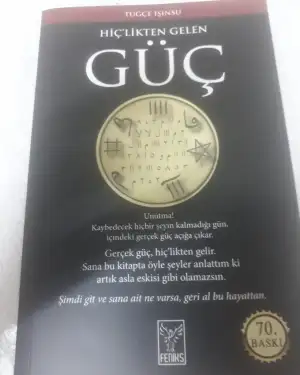 TUĞÇE IŞINSU
HİÇ'LİKTEN GELEN
GÜÇ
Unutma!
Kaybedecek hiçbir şeyin kalmadığı gün,
içindeki gerçek güç açığa çıkar.
Gerçek güç, hiç'likten gelir.
Sana bu kitapta öyle şeyler anlattım ki
artık asla eskisi gibi olamazsın.
Şimdi git ve sana ait ne varsa, geri al bu hayattan.
70.
BASKI
FENİKS